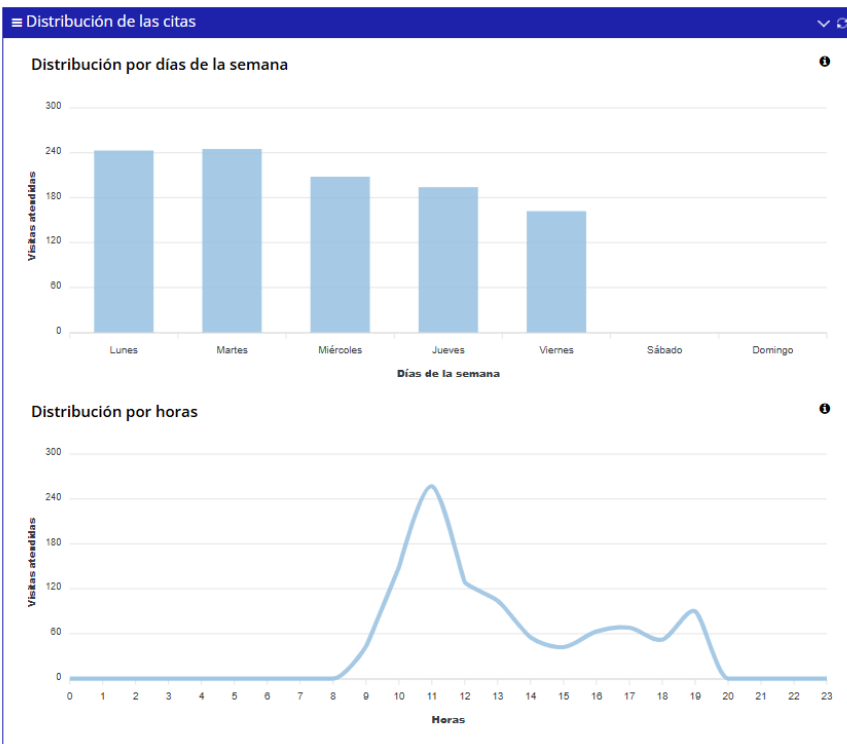 Distribución de las citas
Distribución por días de la semana
300
240
180
120
60
0
Visitas atendidas
Lunes Martes Miércoles Jueves Viernes Sábado Domingo
Días de la semana
Distribución por horas
300
240
180
120
60
0
Visitas atendidas
0 1 2 3 4 5 6 7 8 9 10 11 12 13 14 15 16 17 18 19 20 21 22 23
Horas